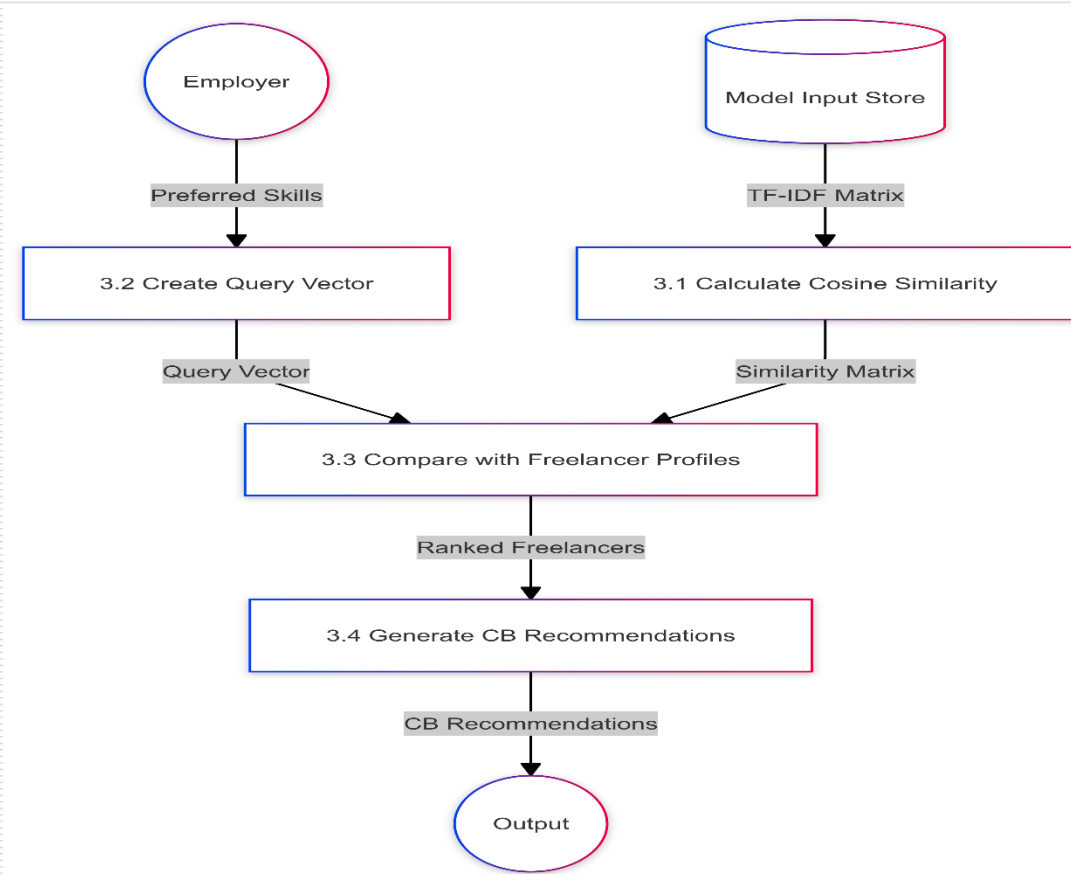 Employer
Model Input Store
Preferred Skills
TF-IDF Matrix
3.2 Create Query Vector
3.1 Calculate Cosine Similarity
Query Vector
Similarity Matrix
3.3 Compare with Freelancer Profiles
Ranked Freelancers
3.4 Generate CB Recommendations
CB Recommendations
Output